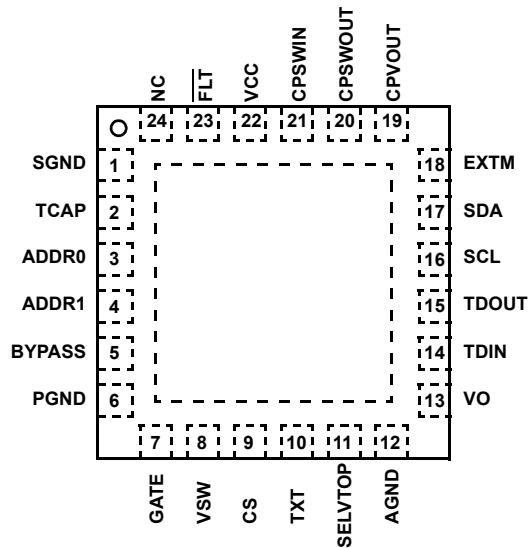 NC
FLT
VCC
CPSWIN
CPSWOUT
CPVOUT
24
23
22
21
20
19
SGND 1
18 EXTM
TCAP 2
17 SDA
ADDR0 3
16 SCL
ADDR1 4
15 TDOUT
BYPASS 5
14 TDIN
PGND 6
13 VO
7
8
9
10
11
12
GATE
VSW
CS
TXT
SELVTOP
AGND